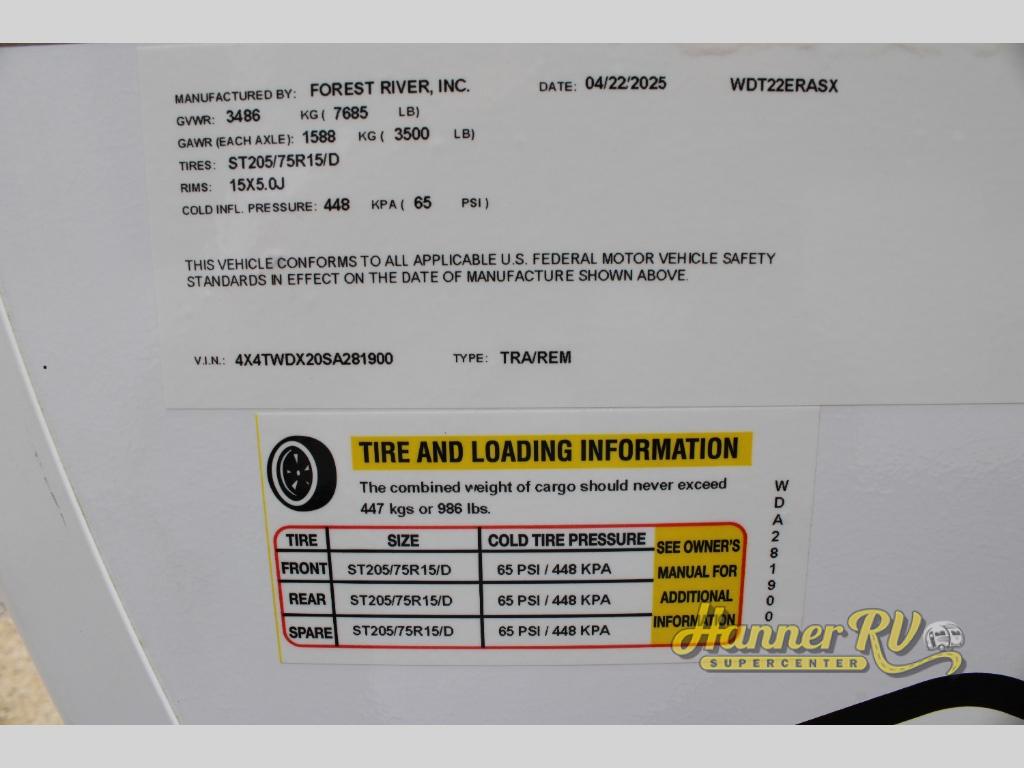 MANUFACTURED BY: FOREST RIVER, INC. DATE: 04/22/2025 WDT22ERASX
GVWR: 3486 KG ( 7685 LB)
GAWR (EACH AXLE): 1588 KG ( 3500 LB)
TIRES: ST205/75R15/D
RIMS: 15X5.0J
COLD INFL. PRESSURE: 448 KPA ( 65 PSI )
THIS VEHICLE CONFORMS TO ALL APPLICABLE U.S. FEDERAL MOTOR VEHICLE SAFETY
STANDARDS IN EFFECT ON THE DATE OF MANUFACTURE SHOWN ABOVE.
V.I.N.: 4X4TWDX20SA281900 TYPE: TRA/REM
TIRE AND LOADING INFORMATION
The combined weight of cargo should never exceed
447 kgs or 986 lbs.
TIRE SIZE COLD TIRE PRESSURE
FRONT ST205/75R15/D 65 PSI / 448 KPA
REAR ST205/75R15/D 65 PSI / 448 KPA
SPARE ST205/75R15/D 65 PSI / 448 KPA
SEE OWNER'S
MANUAL FOR
ADDITIONAL
INFORMATION
WDA281900
Hanner RV
SUPERCENTER